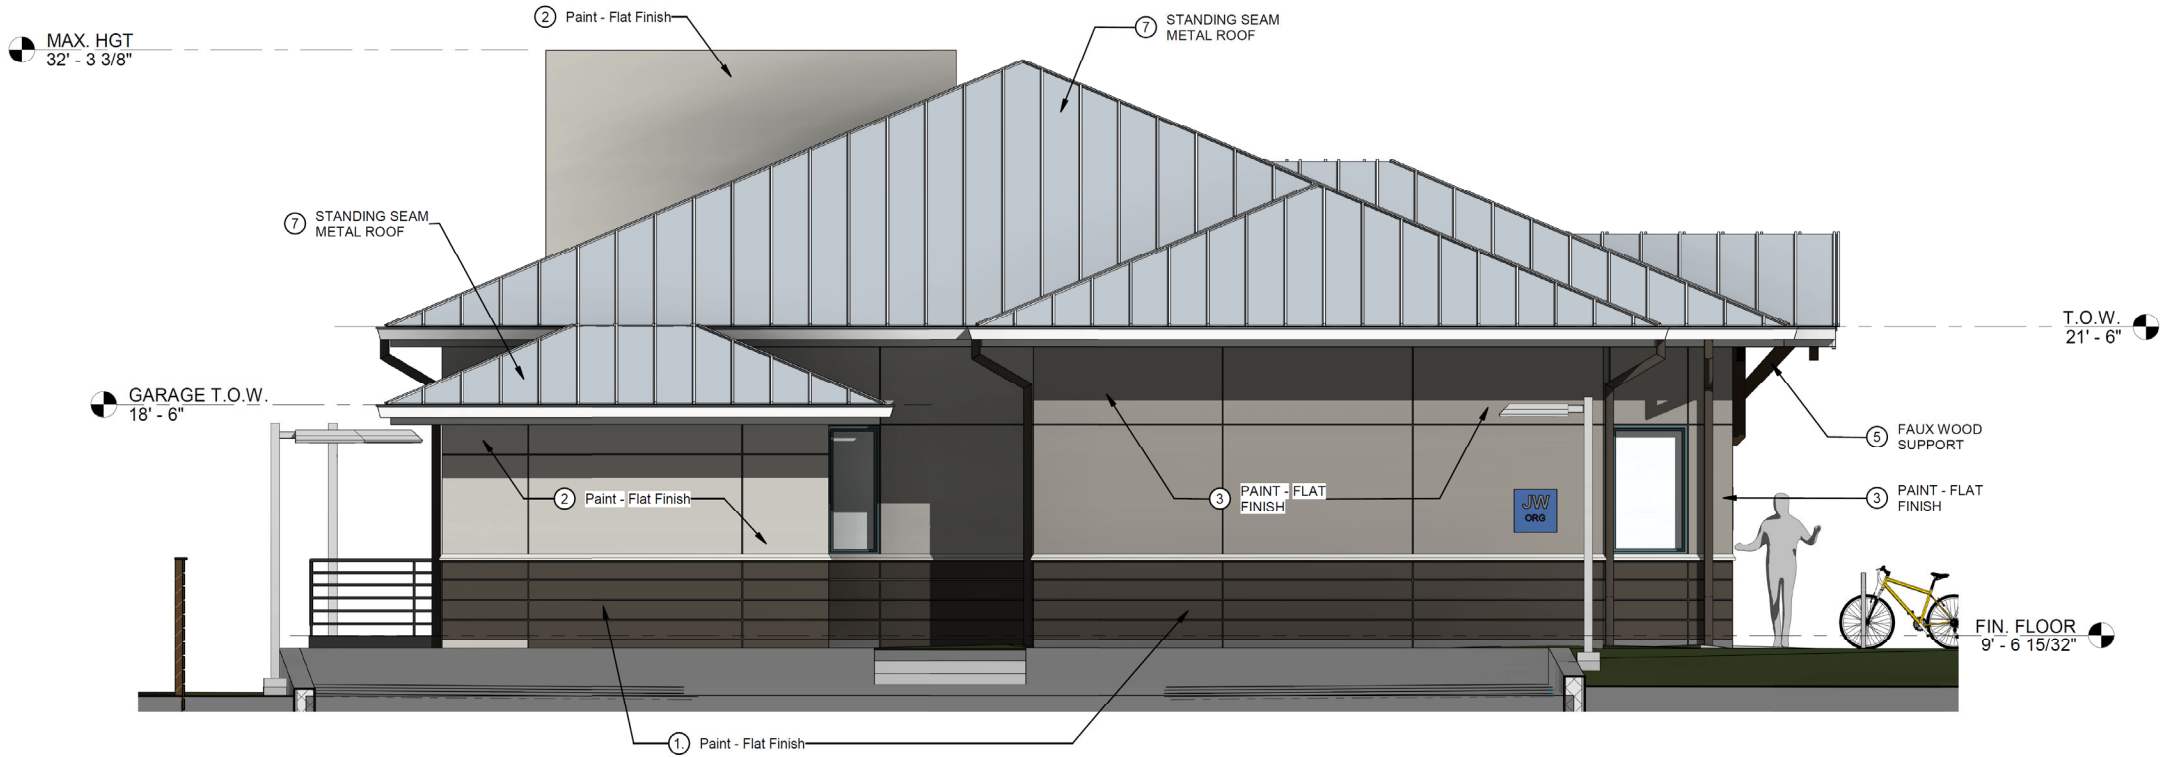 2 Paint - Flat Finish
7 STANDING SEAM
METAL ROOF
MAX. HGT
32' - 3 3/8"
7 STANDING SEAM
METAL ROOF
T.O.W.
21' - 6"
GARAGE T.O.W.
18' - 6"
5 FAUX WOOD
SUPPORT
2 Paint - Flat Finish
3 PAINT - FLAT
FINISH
JW
ORG
3 PAINT - FLAT
FINISH
FIN. FLOOR
9' - 6 15/32"
1. Paint - Flat Finish